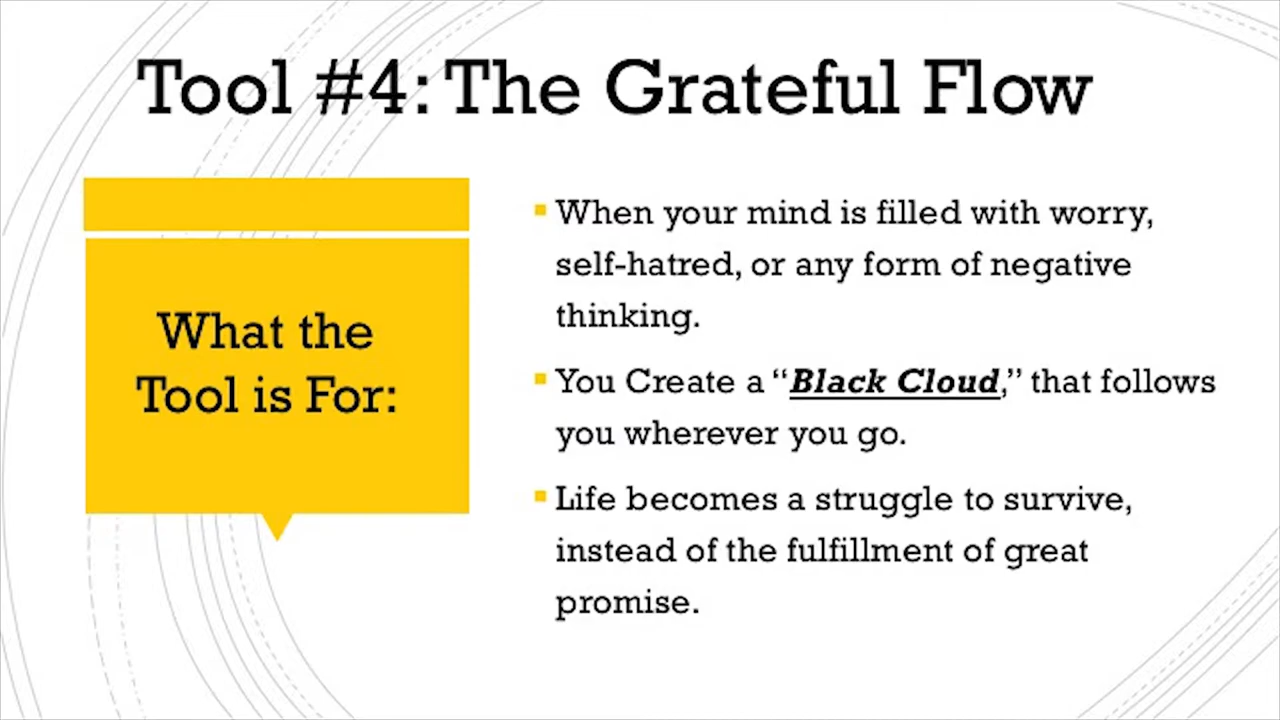 Tool #4: The Grateful Flow
What the
Tool is For:
When your mind is filled with worry,
self-hatred, or any form of negative
thinking.
You Create a “Black Cloud,” that follows
you wherever you go.
Life becomes a struggle to survive,
instead of the fulfillment of great
promise.